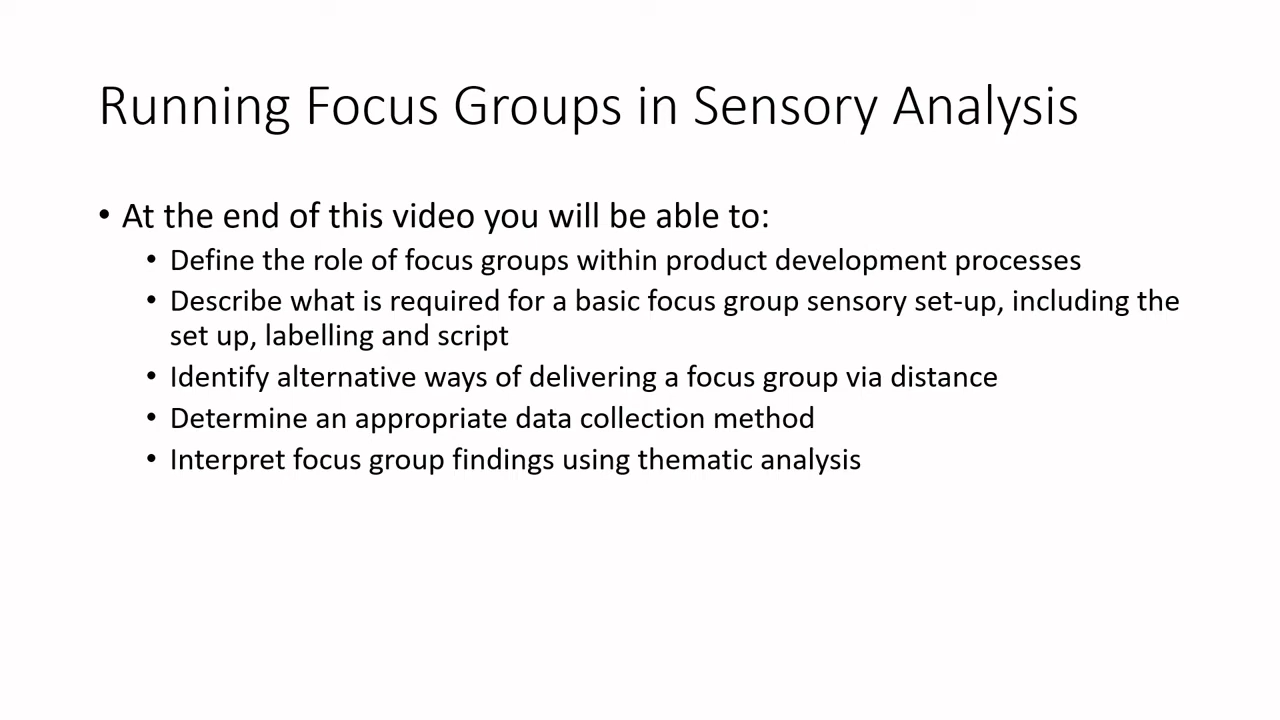 Running Focus Groups in Sensory Analysis
• At the end of this video you will be able to:
• Define the role of focus groups within product development processes
• Describe what is required for a basic focus group sensory set-up, including the
set up, labelling and script
• Identify alternative ways of delivering a focus group via distance
• Determine an appropriate data collection method
• Interpret focus group findings using thematic analysis